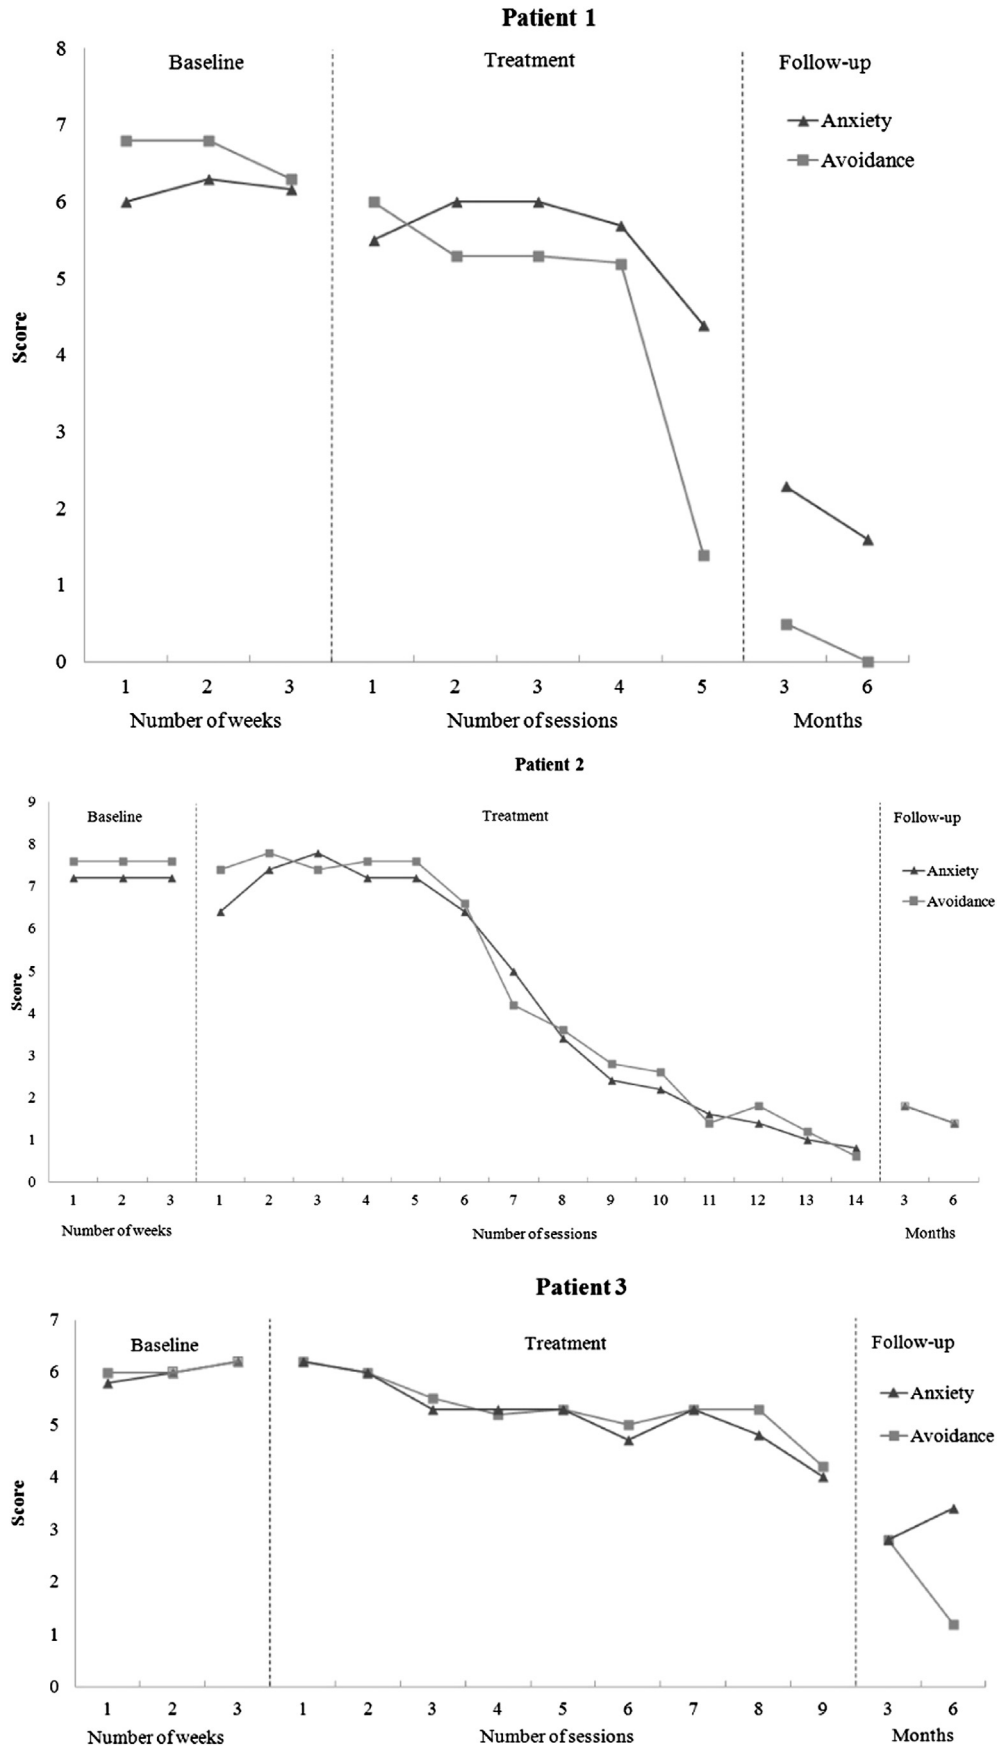 Patient 1
8
Baseline
Treatment
Follow-up
7
Anxiety
Avoidance
6
5
4
Score
3
2
1
0
1 2 3 1 2 3 4 5 3 6
Number of weeks Number of sessions Months
Patient 2
9
Baseline
Treatment
Follow-up
8
Anxiety
7
Avoidance
6
5
Score
4
3
2
1
0
1 2 3 1 2 3 4 5 6 7 8 9 10 11 12 13 14 3 6
Number of weeks Number of sessions Months
Patient 3
7
Baseline
Treatment
Follow-up
6
Anxiety
Avoidance
5
4
Score
3
2
1
0
1 2 3 1 2 3 4 5 6 7 8 9 3 6
Number of weeks Number of sessions Months